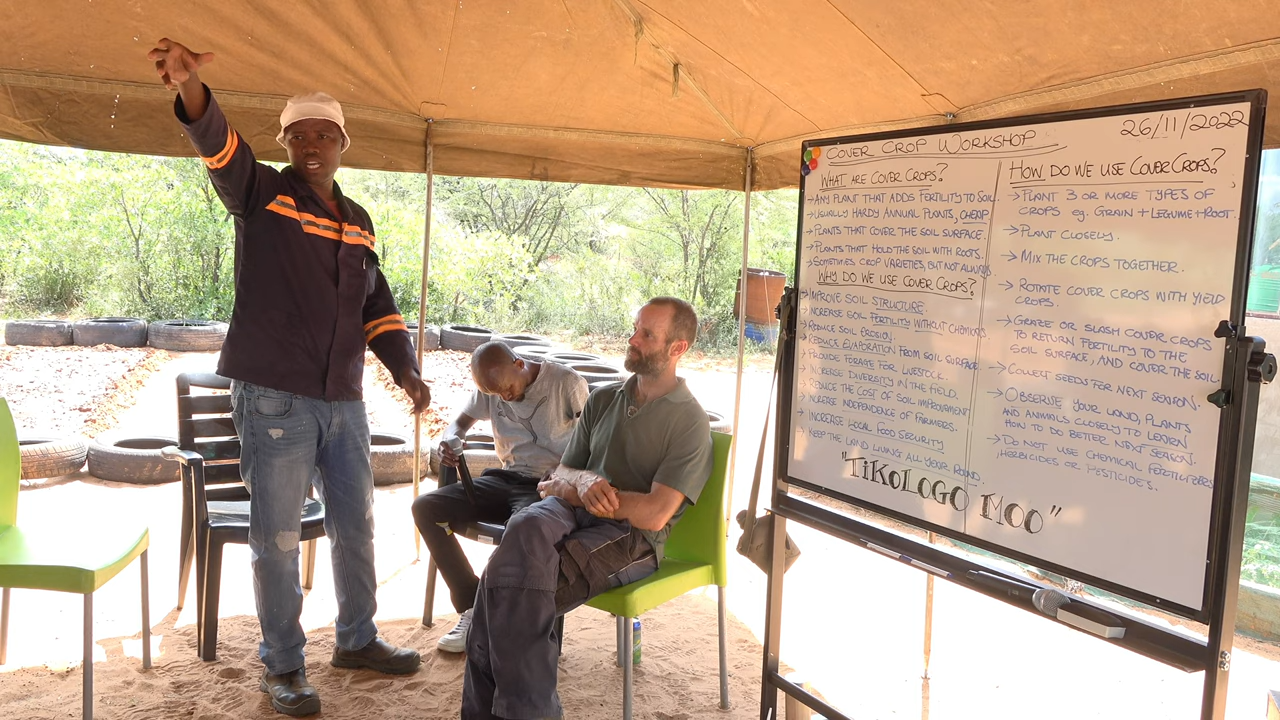 COVER CROP WORKSHOP
26/11/2022
WHAT ARE COVER CROPS?
→ ANY PLANT THAT ADDS FERTILITY TO SOIL.
→ USUALLY HARDY ANNUAL PLANTS, CHEAP
→ PLANTS THAT COVER THE SOIL SURFACE.
→ PLANTS THAT HOLD THE SOIL WITH ROOTS.
→ SOMETIMES CROP VARIETIES, BUT NOT ALWAYS
WHY DO WE USE COVER CROPS?
→ IMPROVE SOIL STRUCTURE
→ INCREASE SOIL FERTILITY WITHOUT CHEMICALS
→ REDUCE SOIL EROSION.
→ REDUCE EVAPORATION FROM SOIL SURFACE
→ PROVIDE FORAGE FOR LIVESTOCK.
→ INCREASE DIVERSITY IN THE FIELD.
→ REDUCE THE COST OF SOIL IMPROVEMENT
→ INCREASE INDEPENDENCE OF FARMERS.
→ INCREASE LOCAL FOOD SECURITY
→ KEEP THE LAND LIVING ALL YEAR ROUND.
HOW DO WE USE COVER CROPS?
→ PLANT 3 OR MORE TYPES OF
CROPS eg. GRAIN + LEGUME + ROOT.
→ PLANT CLOSELY.
→ MIX THE CROPS TOGETHER.
→ ROTATE COVER CROPS WITH YIELD
CROPS.
→ GRAZE OR SLASH COVER CROPS
TO RETURN FERTILITY TO THE
SOIL SURFACE, AND COVER THE SOIL
→ COLLECT SEEDS FOR NEXT SEASON.
→ OBSERVE YOUR LAND, PLANTS
AND ANIMALS CLOSELY TO LEARN
HOW TO DO BETTER NEXT SEASON.
→ DO NOT USE CHEMICAL FERTILIZERS
HERBICIDES OR PESTICIDES.
"TIKOLOGO MOO"